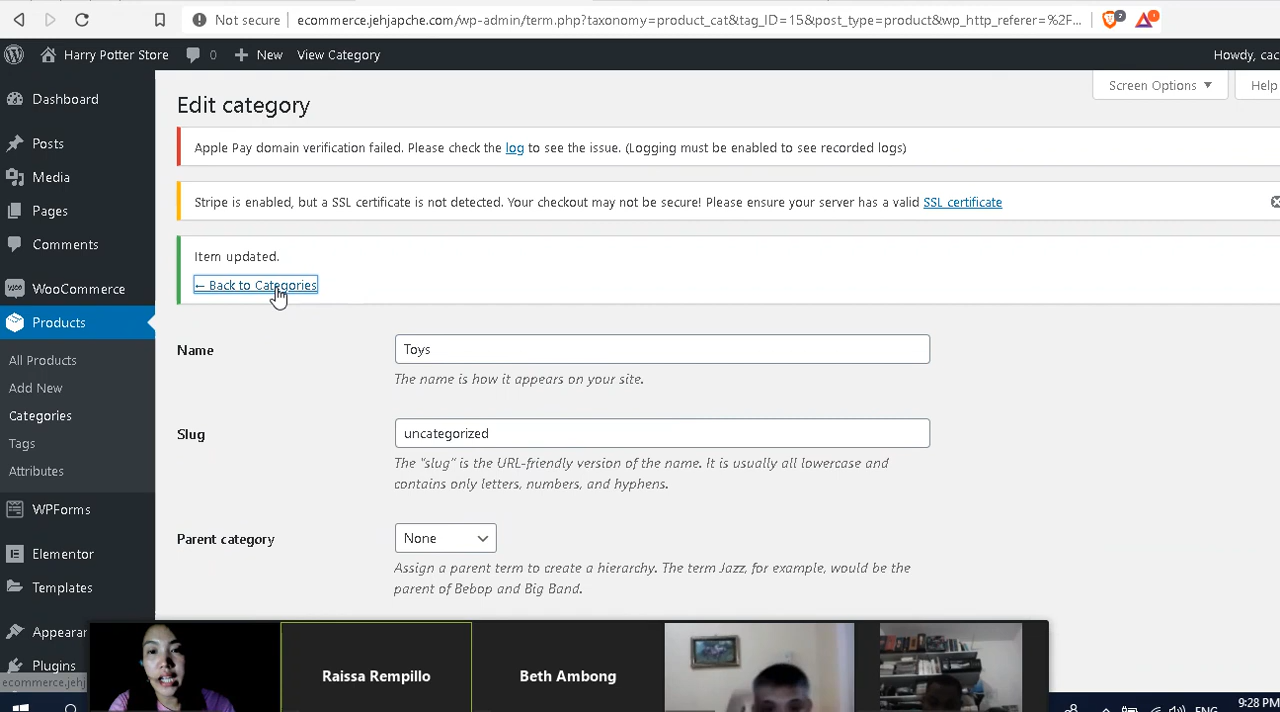 Not secure ecommerce.jehjapche.com/wp-admin/term.php?taxonomy=product_cat&tag_ID=15&post_type=product&wp_http_referer=%2F...
2
1
Harry Potter Store 0 New View Category Howdy, cac
Dashboard
Posts
Media
Pages
Comments
WooCommerce
Products
All Products
Add New
Categories
Tags
Attributes
WPForms
Elementor
Templates
Appearan
Plugins
Screen Options ▼ Help
Edit category
Apple Pay domain verification failed. Please check the log to see the issue. (Logging must be enabled to see recorded logs)
Stripe is enabled, but a SSL certificate is not detected. Your checkout may not be secure! Please ensure your server has a valid SSL certificate
Item updated.
← Back to Categories
Name
Toys
The name is how it appears on your site.
Slug
uncategorized
The "slug" is the URL-friendly version of the name. It is usually all lowercase and
contains only letters, numbers, and hyphens.
Parent category
None
Assign a parent term to create a hierarchy. The term Jazz, for example, would be the
parent of Bebop and Big Band.
Raissa Rempillo
Beth Ambong
ecommerce.jehj
ENG
9:28 PM